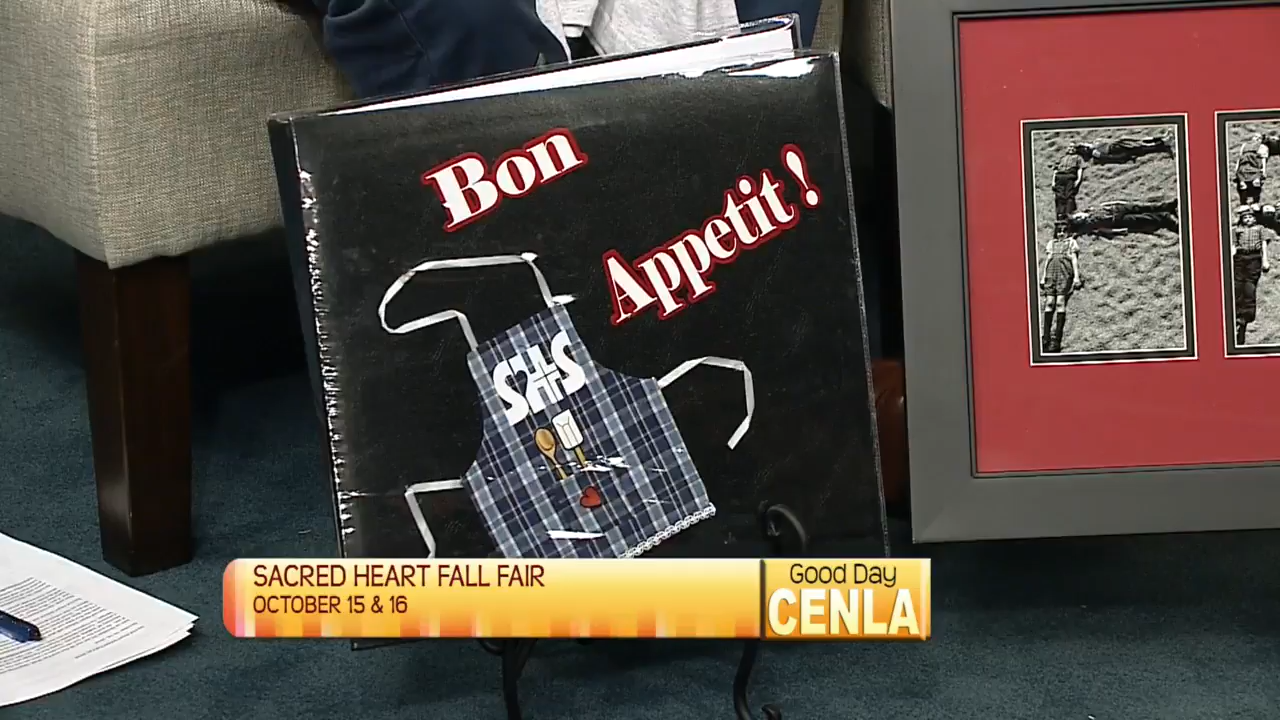 Bon
Appetit!
SHS
SACRED HEART FALL FAIR
OCTOBER 15 & 16
Good Day
CENLA